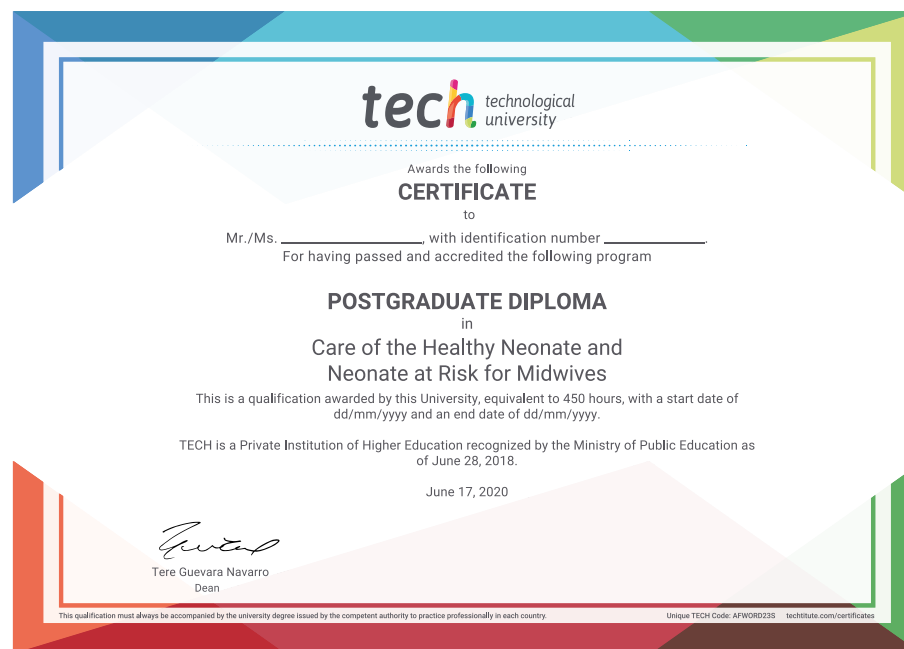 tech technological
university
Awards the following
CERTIFICATE
to
Mr./Ms. ____________, with identification number ____________.
For having passed and accredited the following program
POSTGRADUATE DIPLOMA
in
Care of the Healthy Neonate and
Neonate at Risk for Midwives
This is a qualification awarded by this University, equivalent to 450 hours, with a start date of
dd/mm/yyyy and an end date of dd/mm/yyyy.
TECH is a Private Institution of Higher Education recognized by the Ministry of Public Education as
of June 28, 2018.
June 17, 2020
Tere Guevara Navarro
Dean
This qualification must always be accompanied by the university degree issued by the competent authority to practice professionally in each country.
Unique TECH Code: AFWORD23S techtitute.com/certificates